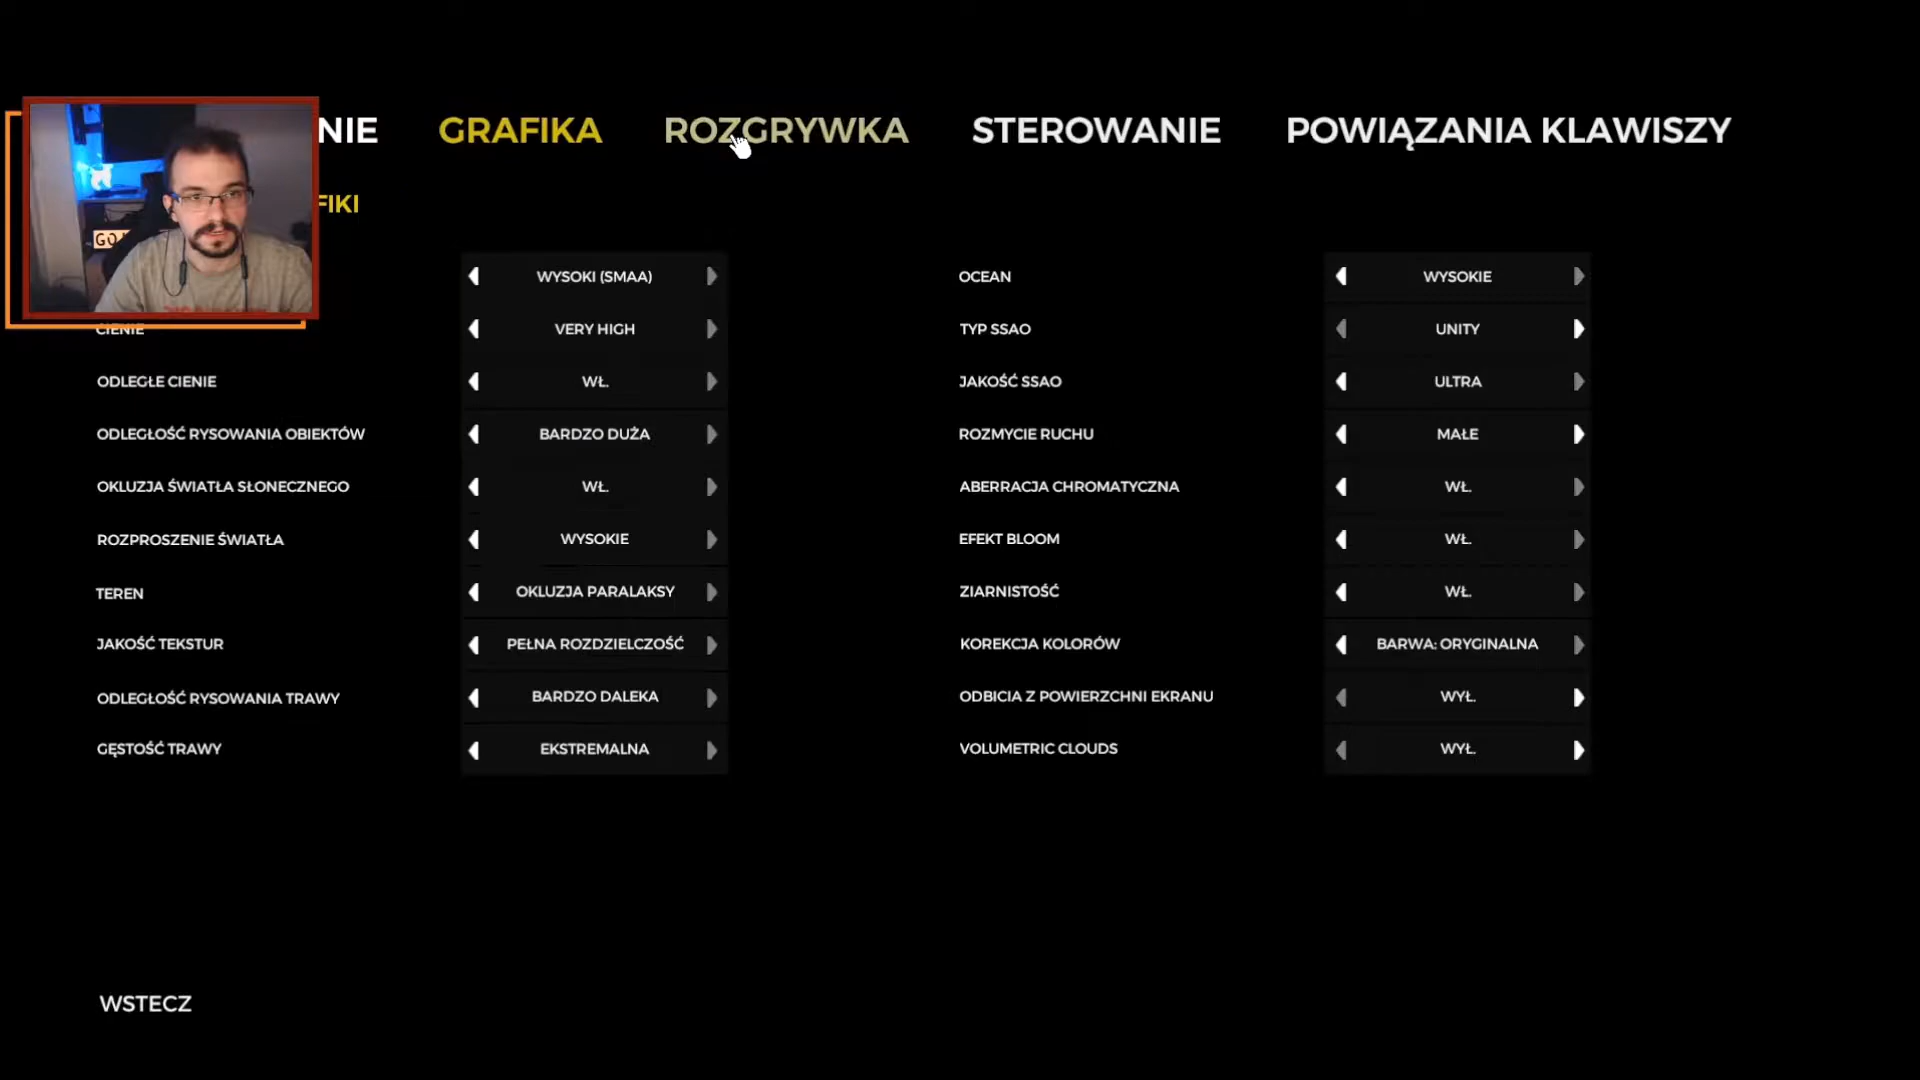 NIE GRAFIKA ROZGRYWKA STEROWANIE POWIĄZANIA KLAWISZY
FIKI
GO
WYSOKI (SMAA)
CIENIE VERY HIGH
ODLEGŁE CIENIE WŁ.
ODLEGŁOŚĆ RYSOWANIA OBIEKTÓW BARDZO DUŻA
OKLUZJA ŚWIATŁA SŁONECZNEGO WŁ.
ROZPROSZENIE ŚWIATŁA WYSOKIE
TEREN OKLUZJA PARALAKSY
JAKOŚĆ TEKSTUR PEŁNA ROZDZIELCZOŚĆ
ODLEGŁOŚĆ RYSOWANIA TRAWY BARDZO DALEKA
GĘSTOŚĆ TRAWY EKSTREMALNA
OCEAN WYSOKIE
TYP SSAO UNITY
JAKOŚĆ SSAO ULTRA
ROZMYCIE RUCHU MAŁE
ABERRACJA CHROMATYCZNA WŁ.
EFEKT BLOOM WŁ.
ZIARNISTOŚĆ WŁ.
KOREKCJA KOLORÓW BARWA: ORYGINALNA
ODBICIA Z POWIERZCHNI EKRANU WYŁ.
VOLUMETRIC CLOUDS WYŁ.
WSTECZ